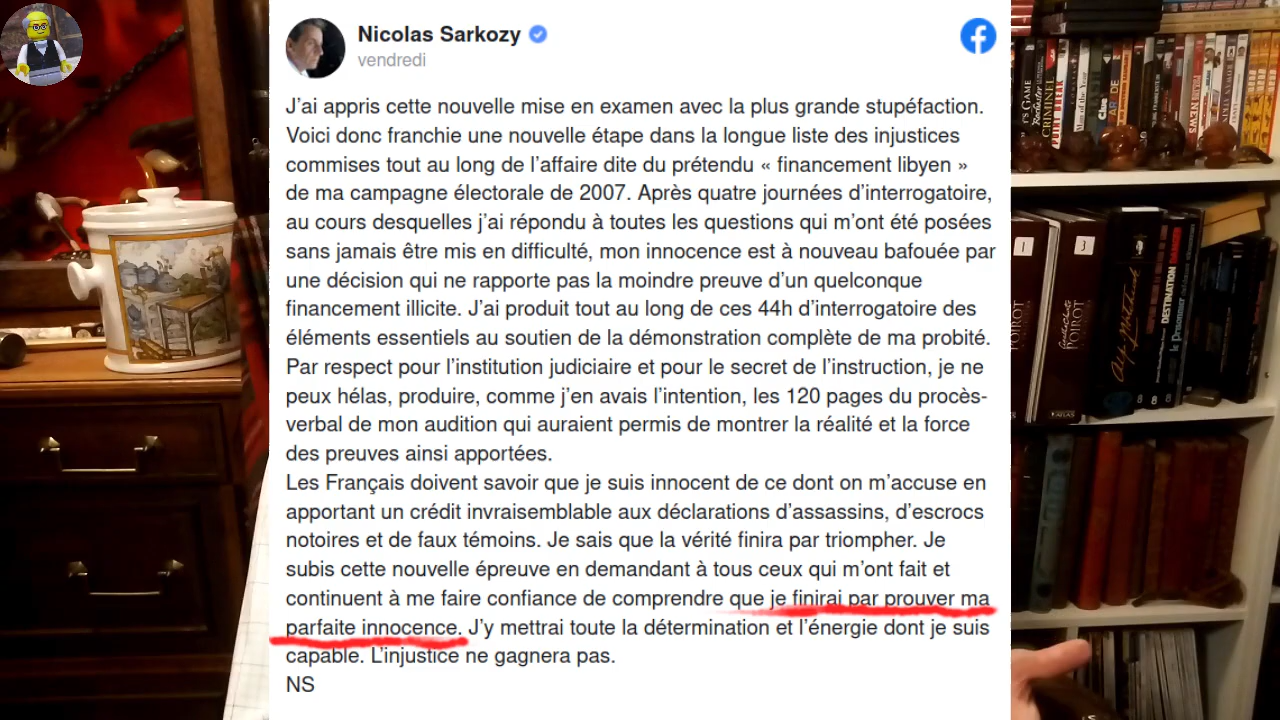 Nicolas Sarkozy
vendredi
J’ai appris cette nouvelle mise en examen avec la plus grande stupéfaction.
Voici donc franchie une nouvelle étape dans la longue liste des injustices
commises tout au long de l’affaire dite du prétendu « financement libyen »
de ma campagne électorale de 2007. Après quatre journées d’interrogatoire,
au cours desquelles j’ai répondu à toutes les questions qui m’ont été posées
sans jamais être mis en difficulté, mon innocence est à nouveau bafouée par
une décision qui ne rapporte pas la moindre preuve d’un quelconque
financement illicite. J’ai produit tout au long de ces 44h d’interrogatoire des
éléments essentiels au soutien de la démonstration complète de ma probité.
Par respect pour l’institution judiciaire et pour le secret de l’instruction, je ne
peux hélas, produire, comme j’en avais l’intention, les 120 pages du procès-
verbal de mon audition qui auraient permis de montrer la réalité et la force
des preuves ainsi apportées.
Les Français doivent savoir que je suis innocent de ce dont on m’accuse en
apportant un crédit invraisemblable aux déclarations d’assassins, d’escrocs
notoires et de faux témoins. Je sais que la vérité finira par triompher. Je
subis cette nouvelle épreuve en demandant à tous ceux qui m’ont fait et
continuent à me faire confiance de comprendre que je finirai par prouver ma
parfaite innocence. J’y mettrai toute la détermination et l’énergie dont je suis
capable. L’injustice ne gagnera pas.
NS
CRIMINEL
POINT BREAK
Clue
1
3
POIROT
POIROT
DESTINATION DANGER
le prisonnier